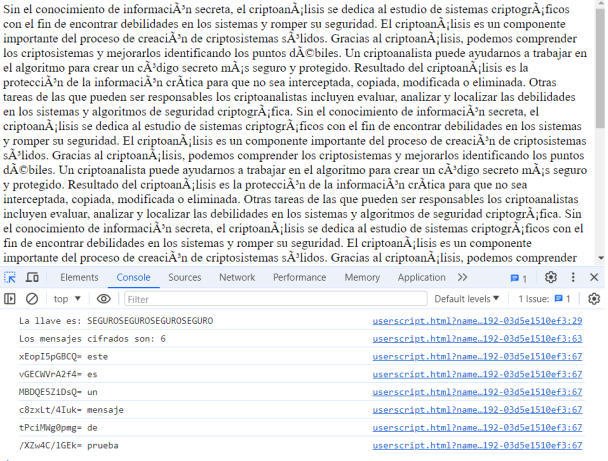 Sin el conocimiento de informaciÃ³n secreta, el criptoanÃ¡lisis se dedica al estudio de sistemas criptogrÃ¡ficos
con el fin de encontrar debilidades en los sistemas y romper su seguridad. El criptoanÃ¡lisis es un componente
importante del proceso de creaciÃ³n de criptosistemas sÃ³lidos. Gracias al criptoanÃ¡lisis, podemos comprender
los criptosistemas y mejorarlos identificando los puntos dÃ©biles. Un criptoanalista puede ayudarnos a trabajar en
el algoritmo para crear un cÃ³digo secreto mÃ¡s seguro y protegido. Resultado del criptoanÃ¡lisis es la
protecciÃ³n de la informaciÃ³n crÃ­tica para que no sea interceptada, copiada, modificada o eliminada. Otras
tareas de las que pueden ser responsables los criptoanalistas incluyen evaluar, analizar y localizar las debilidades
en los sistemas y algoritmos de seguridad criptogrÃ¡fica. Sin el conocimiento de informaciÃ³n secreta, el
criptoanÃ¡lisis se dedica al estudio de sistemas criptogrÃ¡ficos con el fin de encontrar debilidades en los sistemas
y romper su seguridad. El criptoanÃ¡lisis es un componente importante del proceso de creaciÃ³n de criptosistemas
sÃ³lidos. Gracias al criptoanÃ¡lisis, podemos comprender los criptosistemas y mejorarlos identificando los puntos
dÃ©biles. Un criptoanalista puede ayudarnos a trabajar en el algoritmo para crear un cÃ³digo secreto mÃ¡s seguro
y protegido. Resultado del criptoanÃ¡lisis es la protecciÃ³n de la informaciÃ³n crÃ­tica para que no sea
interceptada, copiada, modificada o eliminada. Otras tareas de las que pueden ser responsables los criptoanalistas
incluyen evaluar, analizar y localizar las debilidades en los sistemas y algoritmos de seguridad criptogrÃ¡fica. Sin
el conocimiento de informaciÃ³n secreta, el criptoanÃ¡lisis se dedica al estudio de sistemas criptogrÃ¡ficos con el
fin de encontrar debilidades en los sistemas y romper su seguridad. El criptoanÃ¡lisis es un componente
importante del proceso de creaciÃ³n de criptosistemas sÃ³lidos. Gracias al criptoanÃ¡lisis, podemos comprender
Elements Console Sources Network Performance Memory Application 1
top Filter Default levels 1 Issue: 1
La llave es: SEGUROSEGUROSEGUROSEGURO userscript.html?name…192-03d5e1510ef3:29
Los mensajes cifrados son: 6 userscript.html?name…192-03d5e1510ef3:63
xEopI5pGBCQ= este userscript.html?name…192-03d5e1510ef3:67
vGECWVrA2f4= es userscript.html?name…192-03d5e1510ef3:67
MBDQE5ZiDsQ= un userscript.html?name…192-03d5e1510ef3:67
c8zxLt/4Iuk= mensaje userscript.html?name…192-03d5e1510ef3:67
tPciMWg0pmg= de userscript.html?name…192-03d5e1510ef3:67
/XZw4C/lGEk= prueba userscript.html?name…192-03d5e1510ef3:67